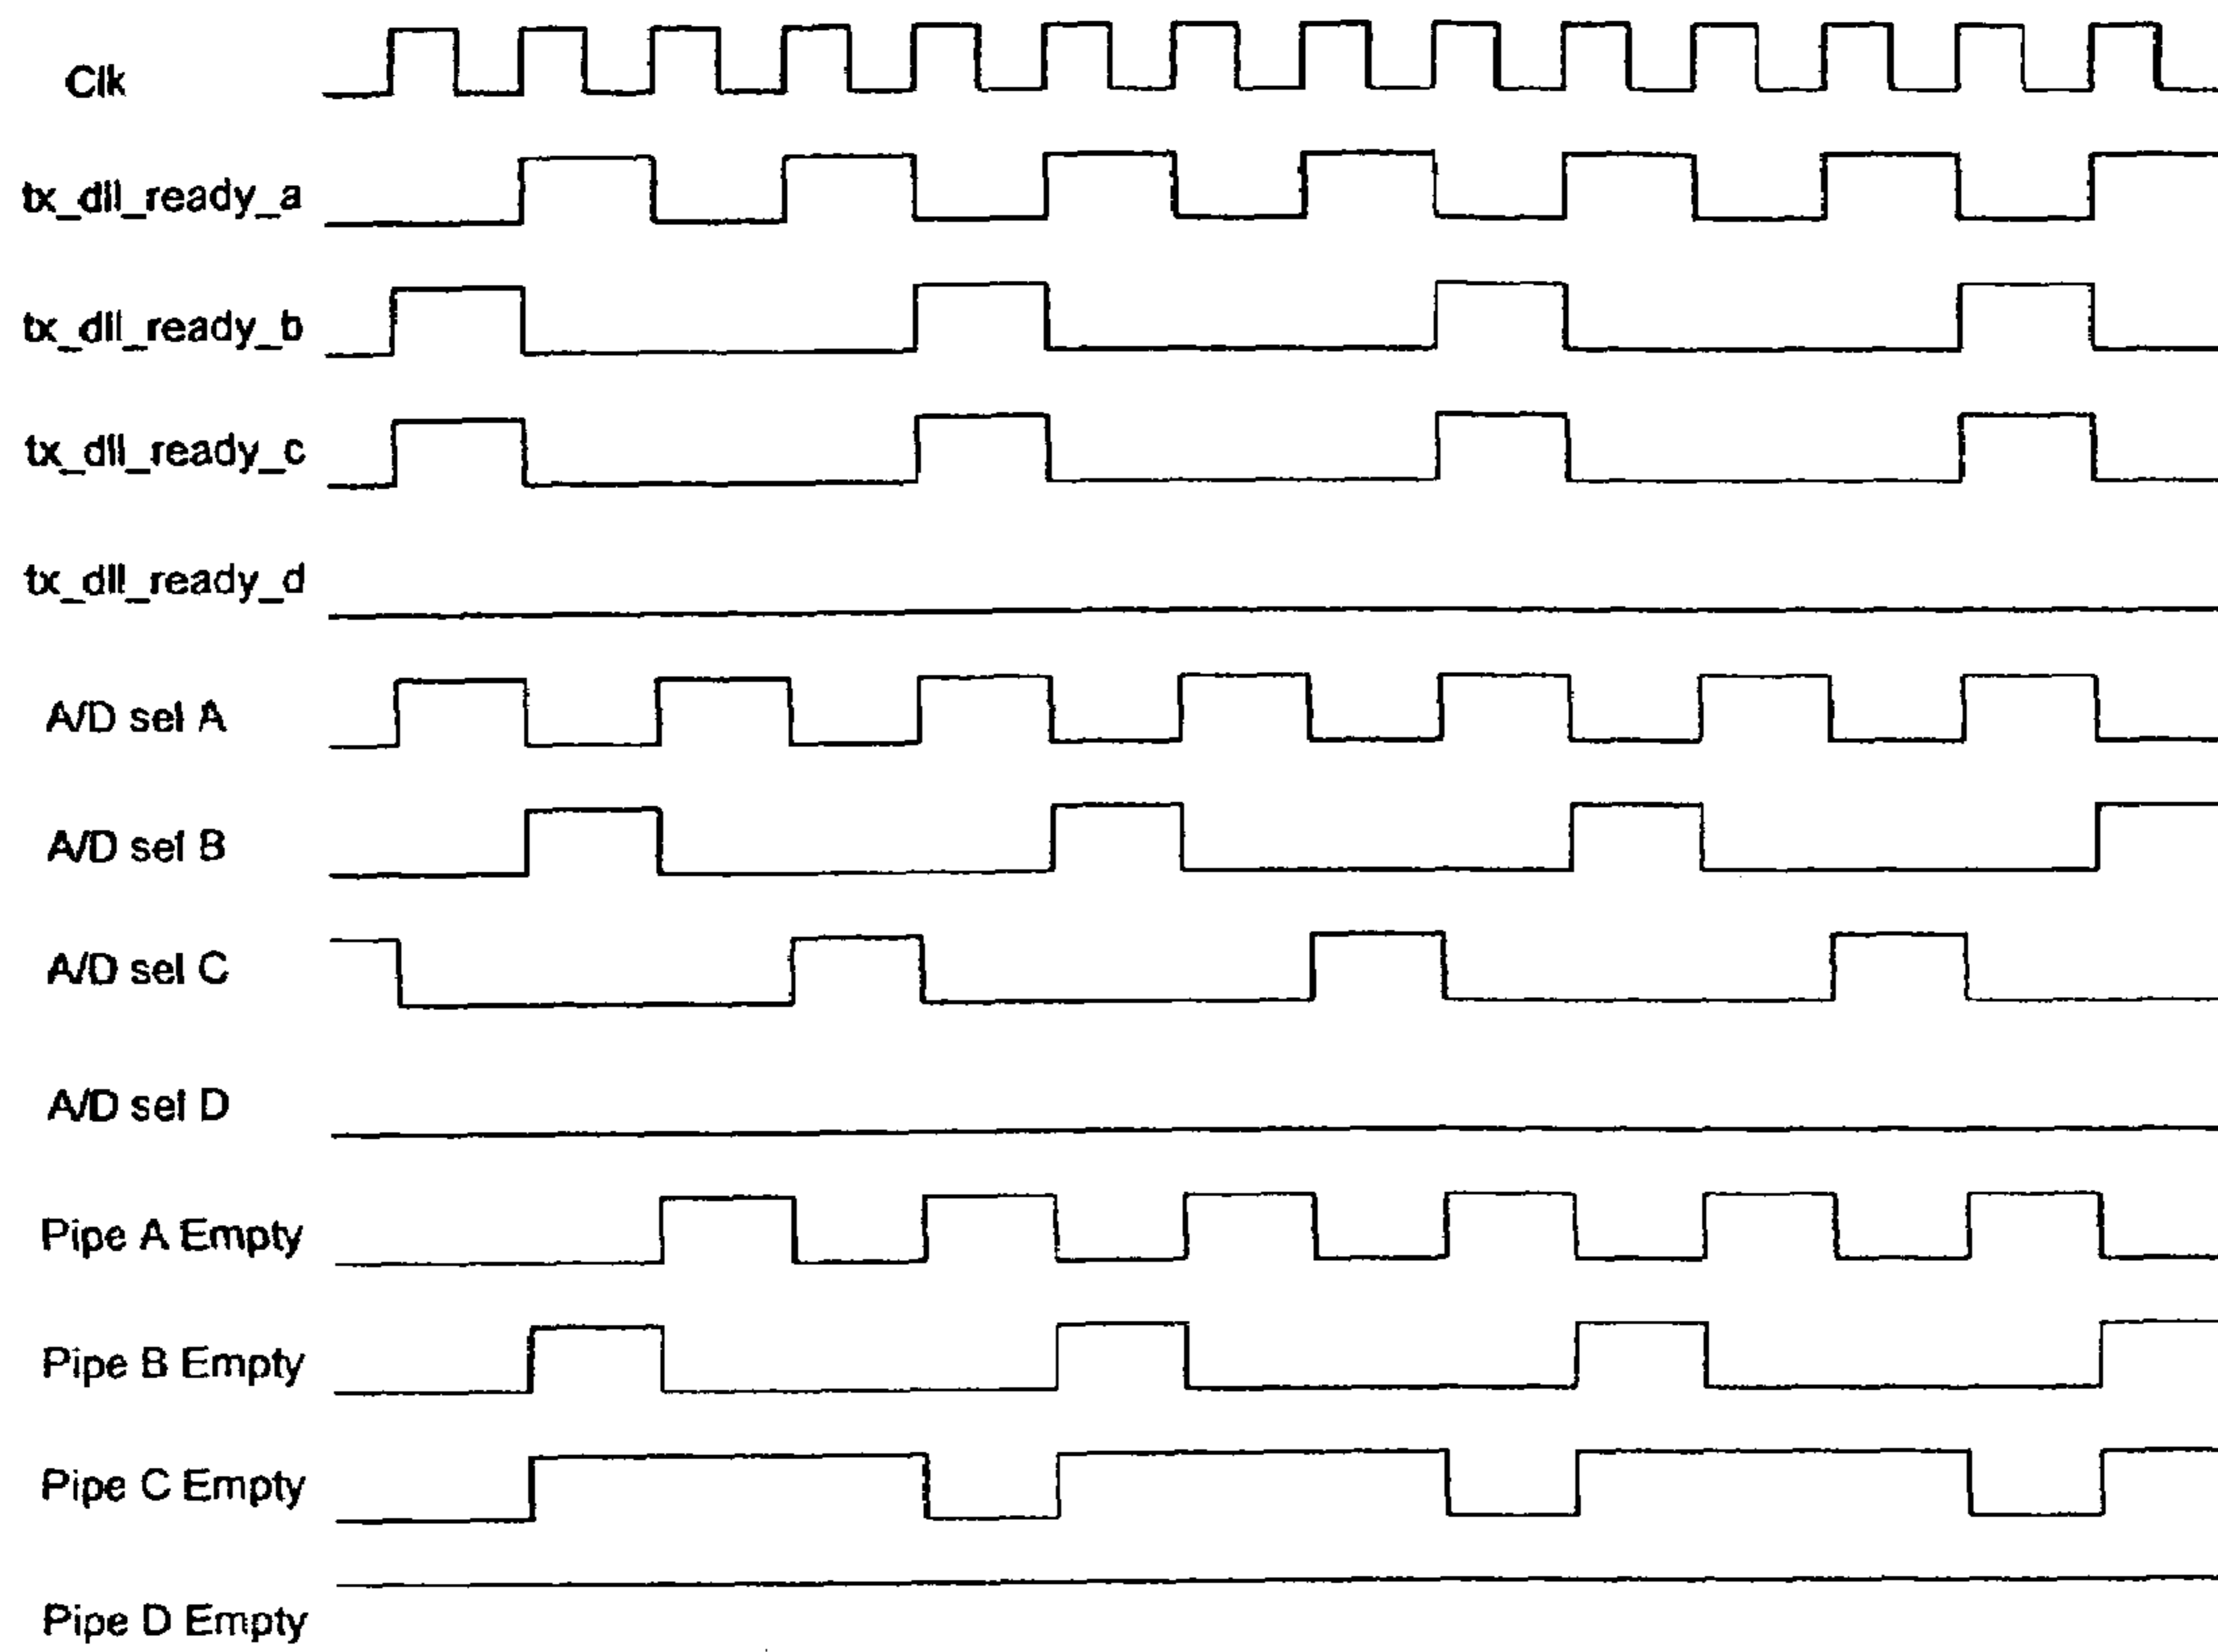 Clk
tx_dll_ready_a
tx_dll_ready_b
tx_dll_ready_c
tx_dll_ready_d
A/D sel A
A/D sel B
A/D sel C
A/D sel D
Pipe A Empty
Pipe B Empty
Pipe C Empty
Pipe D Empty